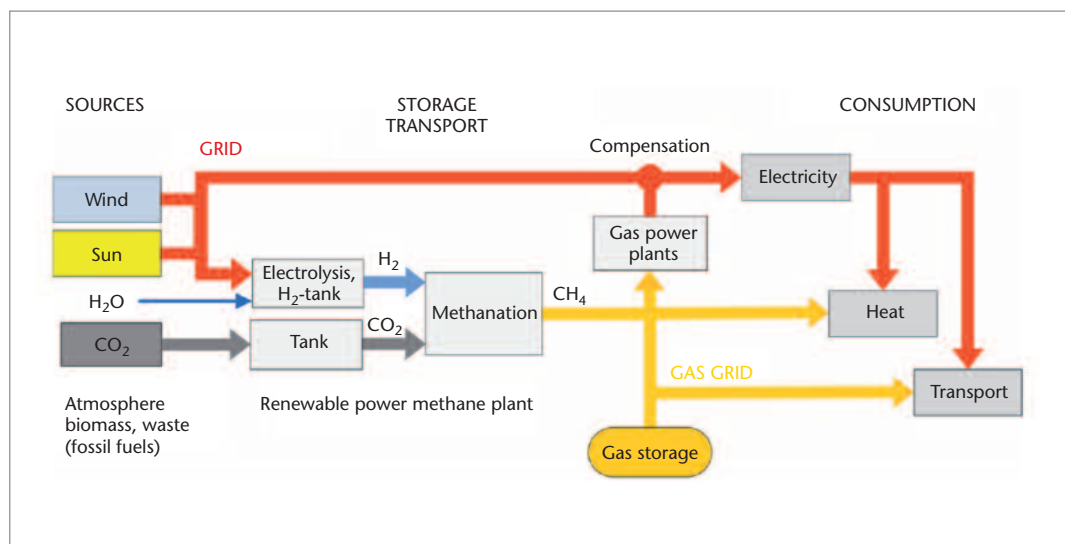 SOURCES
STORAGE
TRANSPORT
CONSUMPTION
GRID
Compensation
Wind
Electricity
Sun
Gas power
plants
Electrolysis,
H₂-tank
H₂
H₂O
CH₄
Methanation
Heat
CO₂
Tank
CO₂
GAS GRID
Transport
Atmosphere
biomass, waste
(fossil fuels)
Renewable power methane plant
Gas storage